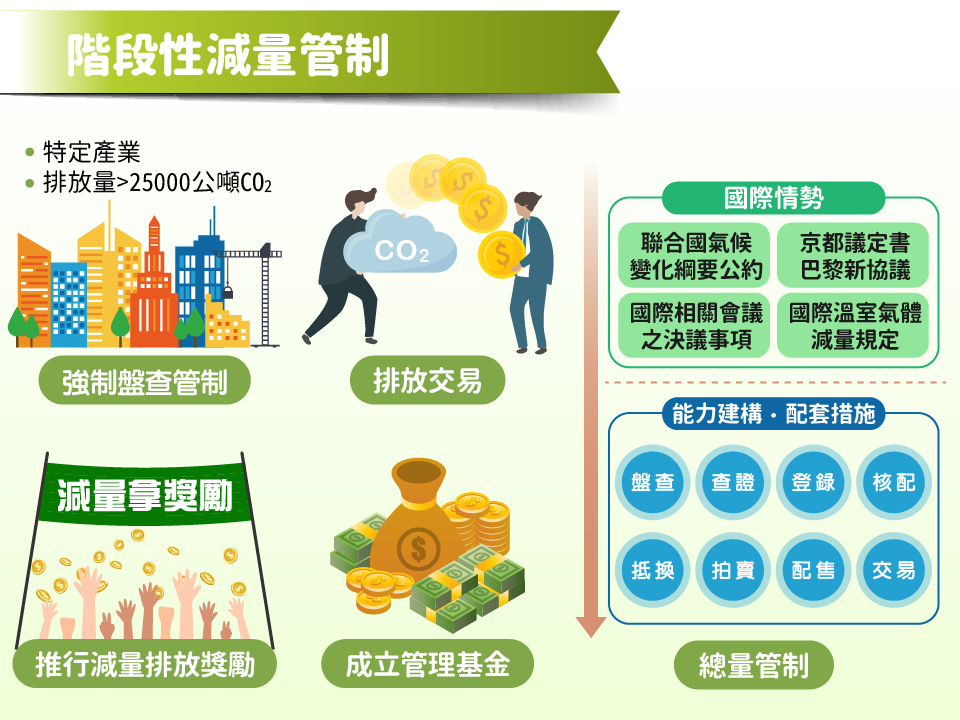 階段性減量管制
• 特定產業
• 排放量>25000公噸CO₂
CO₂
強制盤查管制
排放交易
減量拿獎勵
推行減量排放獎勵
$
成立管理基金
國際情勢
聯合國氣候
變化綱要公約
京都議定書
巴黎新協議
國際相關會議
之決議事項
國際溫室氣體
減量規定
能力建構・配套措施
盤查
查證
登錄
核配
抵換
拍賣
配售
交易
總量管制